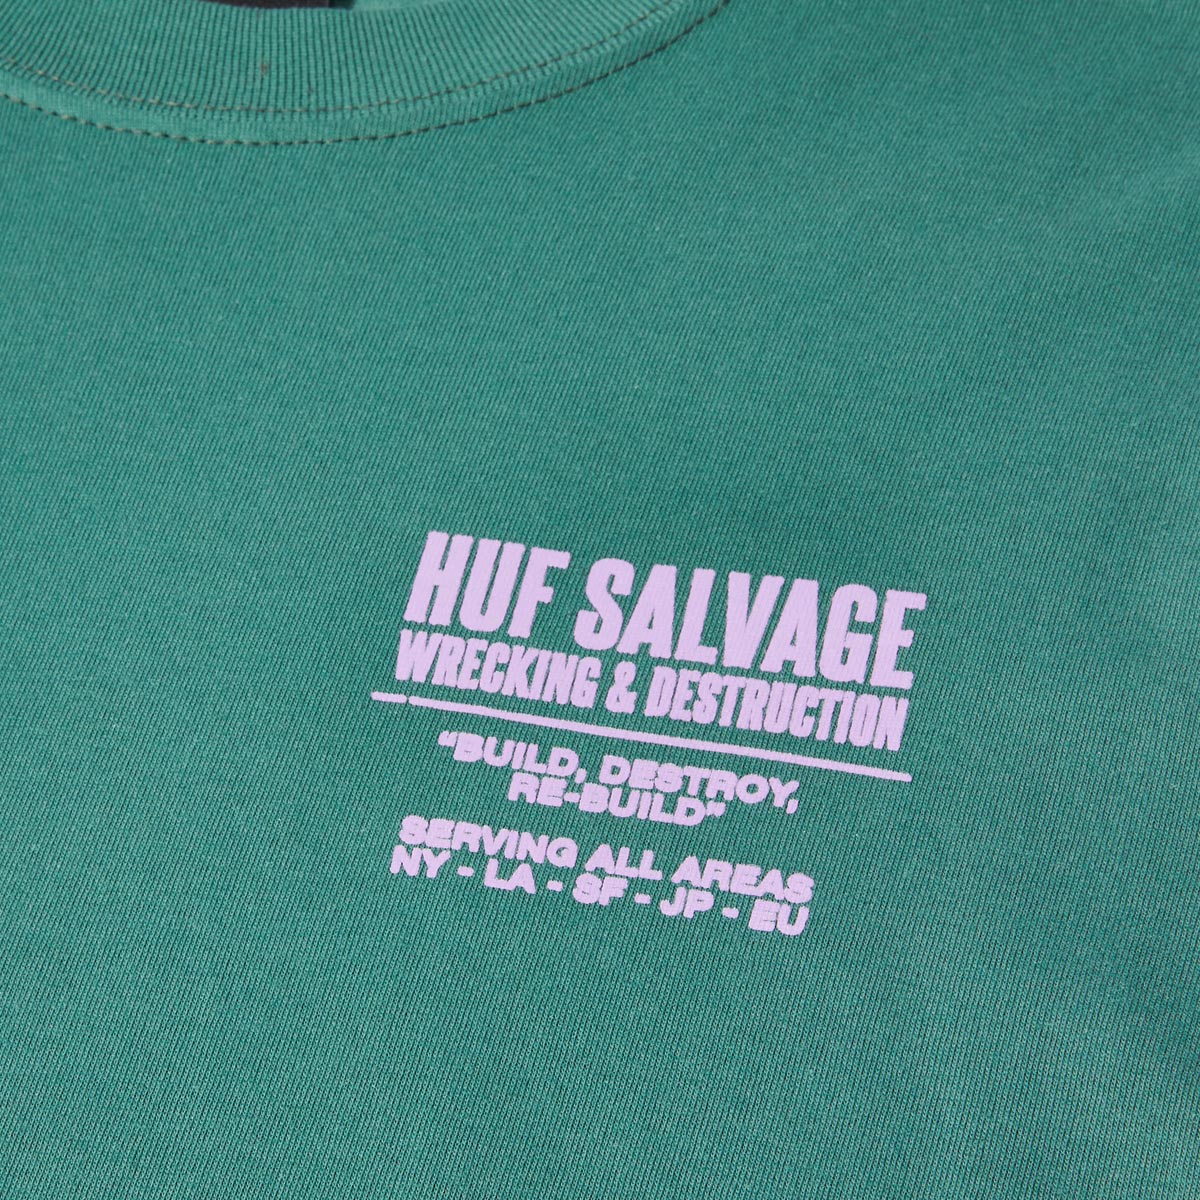 HUF SALVAGE
WRECKING & DESTRUCTION
“BUILD, DESTROY,
RE-BUILD”
SERVING ALL AREAS
NY - LA - SF - JP - EU